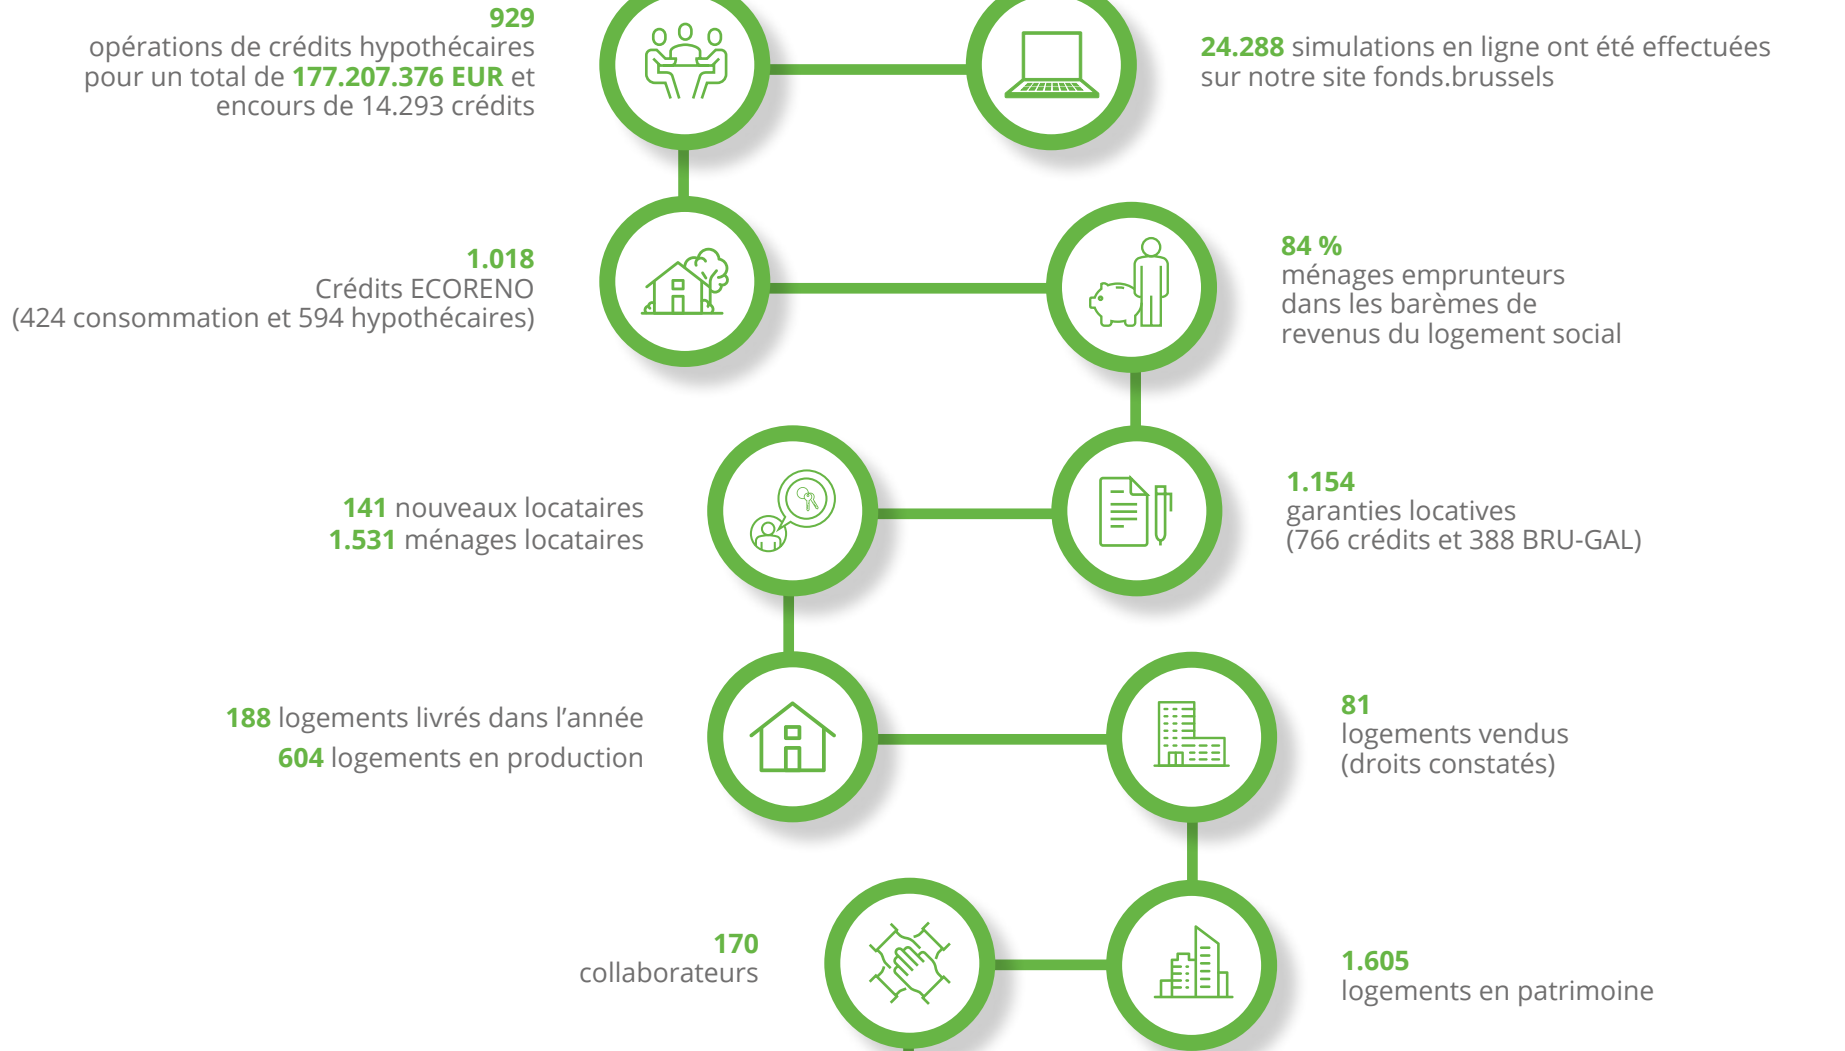 929
opérations de crédits hypothécaires
pour un total de 177.207.376 EUR et
encours de 14.293 crédits
24.288 simulations en ligne ont été effectuées
sur notre site fonds.brussels
1.018
Crédits ECORENO
(424 consommation et 594 hypothécaires)
84 %
ménages emprunteurs
dans les barèmes de
revenus du logement social
141 nouveaux locataires
1.531 ménages locataires
1.154
garanties locatives
(766 crédits et 388 BRU-GAL)
188 logements livrés dans l’année
604 logements en production
81
logements vendus
(droits constatés)
170
collaborateurs
1.605
logements en patrimoine